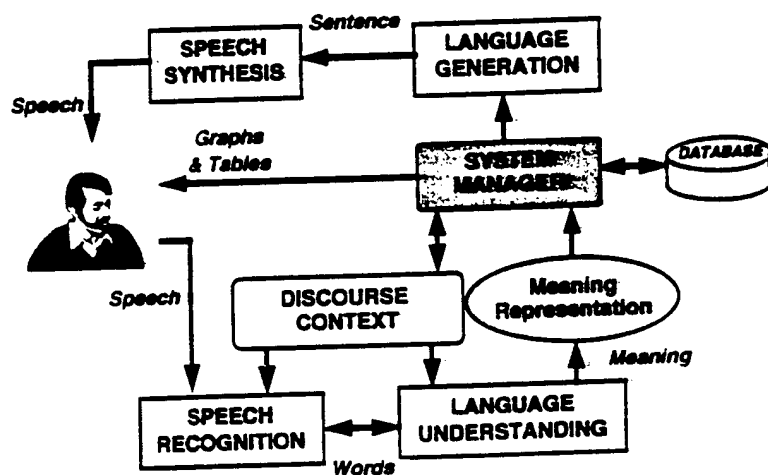 Sentence
SPEECH
SYNTHESIS
LANGUAGE
GENERATION
Speech
Graphs
& Tables
SYSTEM
MANAGER
DATABASE
Speech
DISCOURSE
CONTEXT
Meaning
Representation
Meaning
SPEECH
RECOGNITION
LANGUAGE
UNDERSTANDING
Words